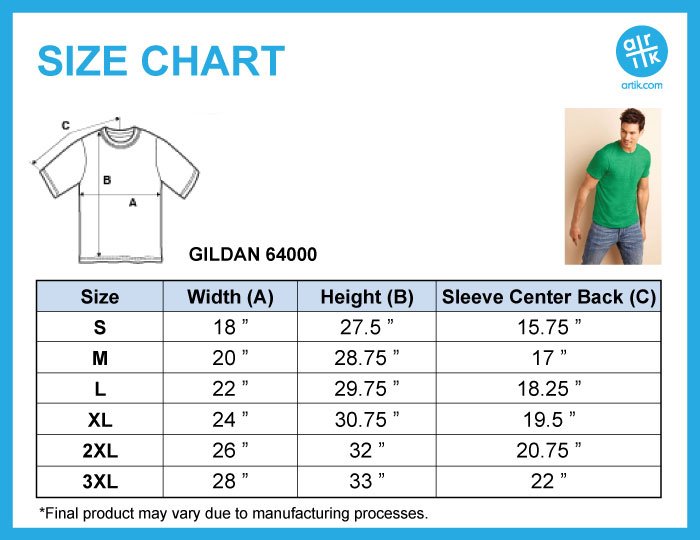 SIZE CHART
a r
t i k
artik.com
C
B
A
GILDAN 64000
Size Width (A) Height (B) Sleeve Center Back (C)
S 18 ” 27.5 ” 15.75 ”
M 20 ” 28.75 ” 17 ”
L 22 ” 29.75 ” 18.25 ”
XL 24 ” 30.75 ” 19.5 ”
2XL 26 ” 32 ” 20.75 ”
3XL 28 ” 33 ” 22 ”
*Final product may vary due to manufacturing processes.